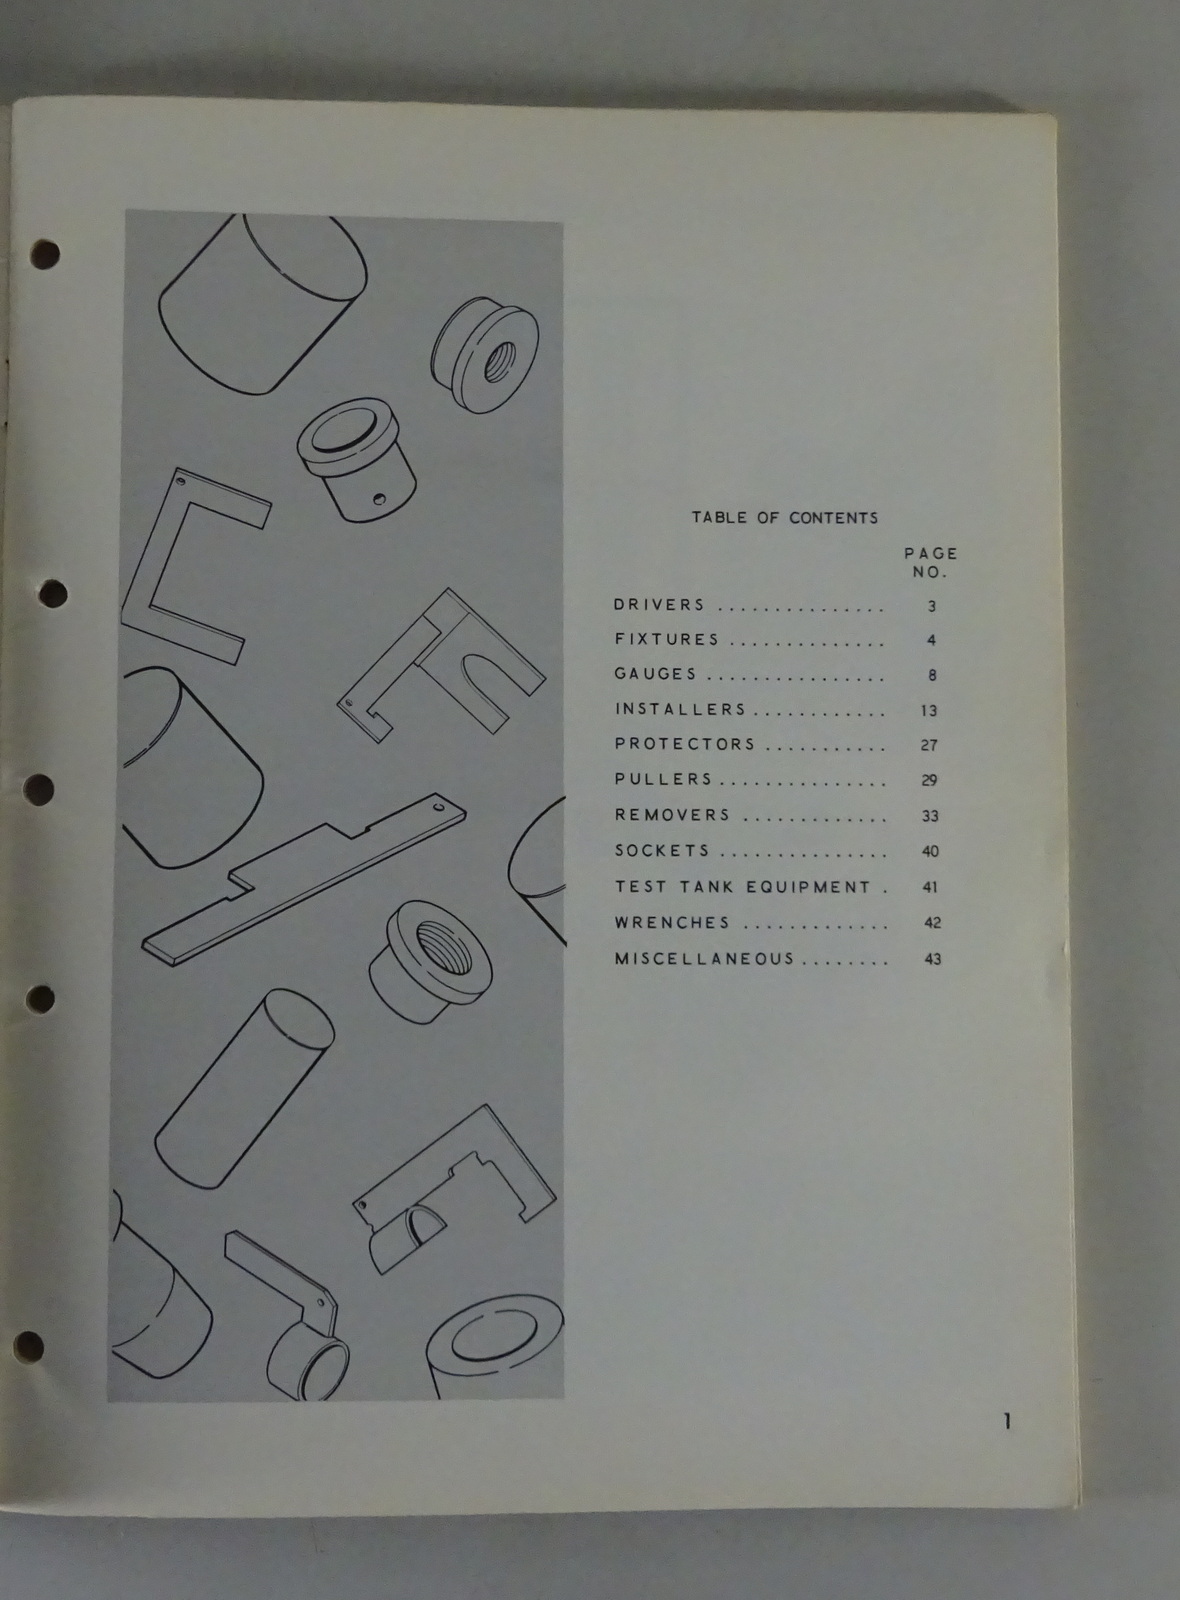 TABLE OF CONTENTS
PAGE
NO.
DRIVERS ............... 3
FIXTURES .............. 4
GAUGES ................ 8
INSTALLERS ............ 13
PROTECTORS ........... 27
PULLERS ............... 29
REMOVERS ............. 33
SOCKETS ............... 40
TEST TANK EQUIPMENT . 41
WRENCHES ............. 42
MISCELLANEOUS ........ 43
1